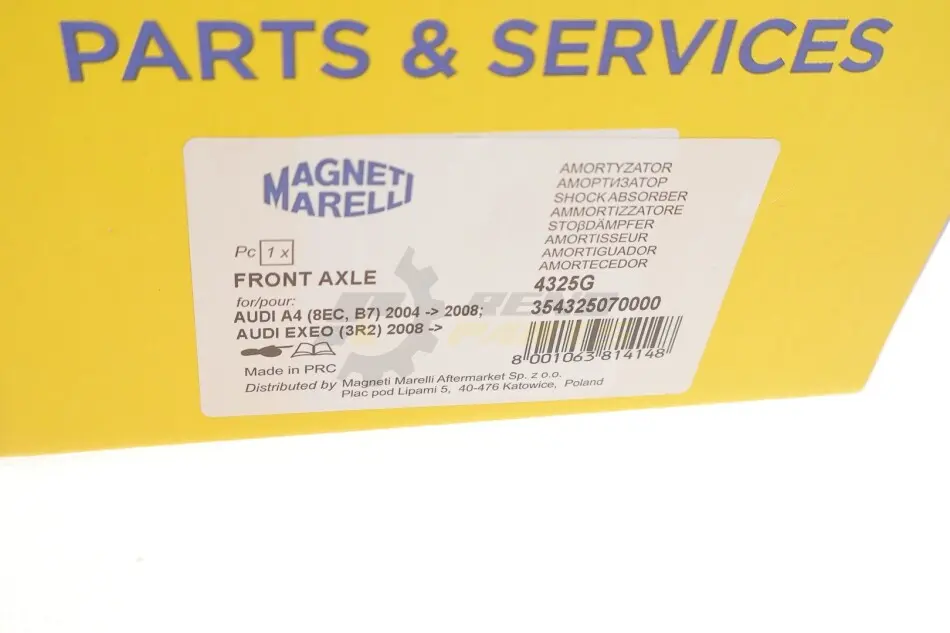 PARTS & SERVICES
MAGNETI
MARELLI
Pc 1 x
FRONT AXLE
for/pour:
AUDI A4 (8EC, B7) 2004 -> 2008;
AUDI EXEO (3R2) 2008 ->
Made in PRC
Distributed by Magneti Marelli Aftermarket Sp. z o.o.
Plac pod Lipami 5, 40-476 Katowice, Poland
AMORTYZATOR
АМОРТИЗАТОР
SHOCK ABSORBER
AMMORTIZZATORE
STOβDÄMPFER
AMORTISSEUR
AMORTIGUADOR
AMORTECEDOR
4325G
354325070000
8 001063 814148